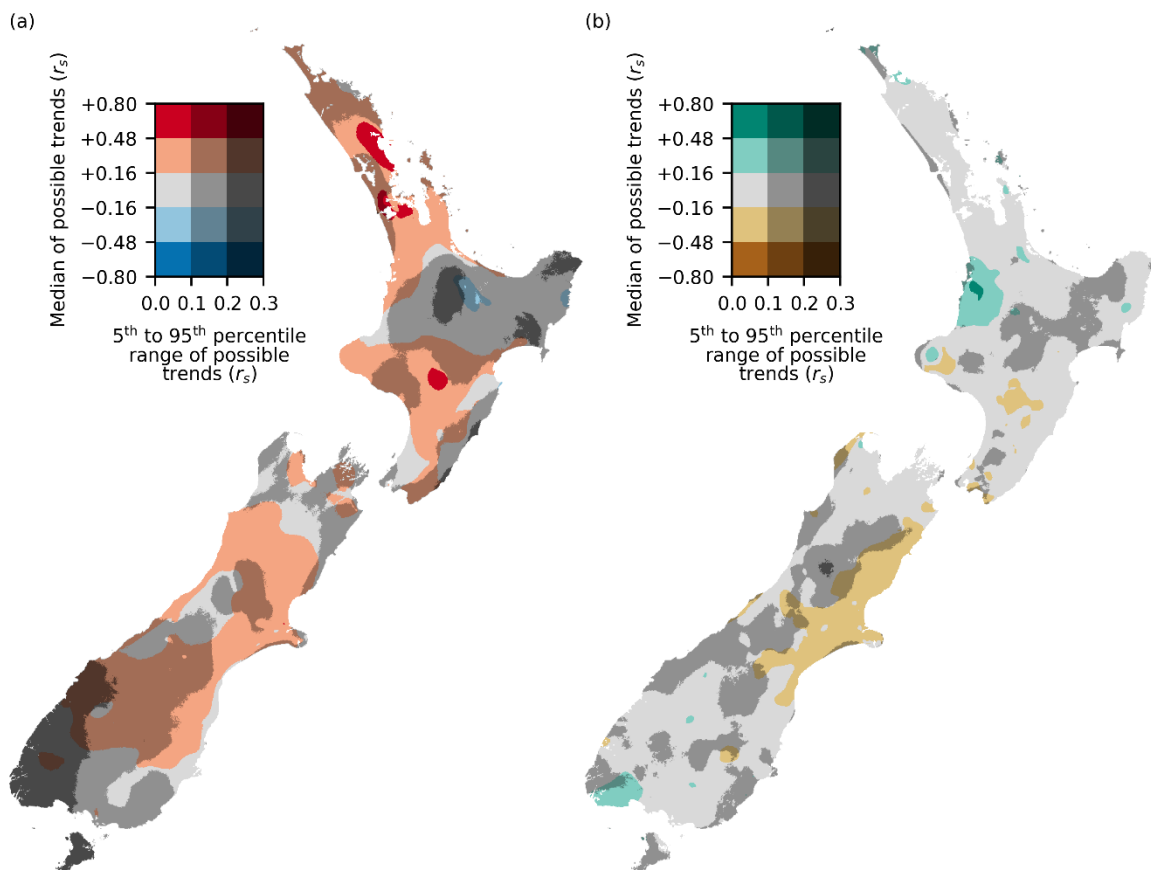 (a)
Median of possible trends (rs)
+0.80
+0.48
+0.16
−0.16
−0.48
−0.80
0.0 0.1 0.2 0.3
5th to 95th percentile
range of possible
trends (rs)
(b)
Median of possible trends (rs)
+0.80
+0.48
+0.16
−0.16
−0.48
−0.80
0.0 0.1 0.2 0.3
5th to 95th percentile
range of possible
trends (rs)